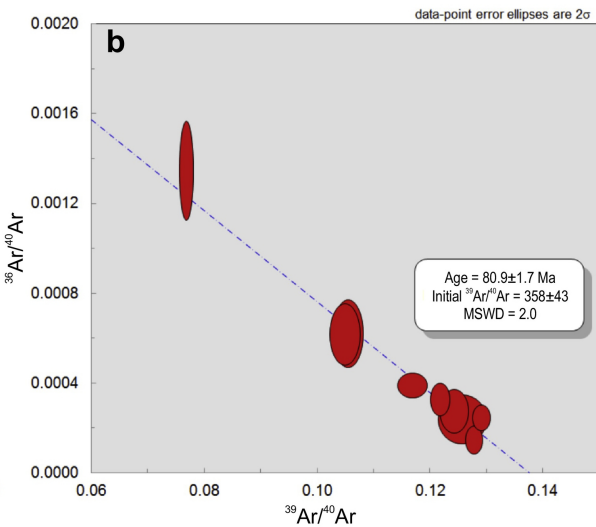 data-point error ellipses are 2σ
b
0.0020
0.0016
0.0012
0.0008
0.0004
0.0000
³⁶Ar/⁴⁰Ar
Age = 80.9±1.7 Ma
Initial ³⁹Ar/⁴⁰Ar = 358±43
MSWD = 2.0
0.06 0.08 0.10 0.12 0.14
³⁹Ar/⁴⁰Ar